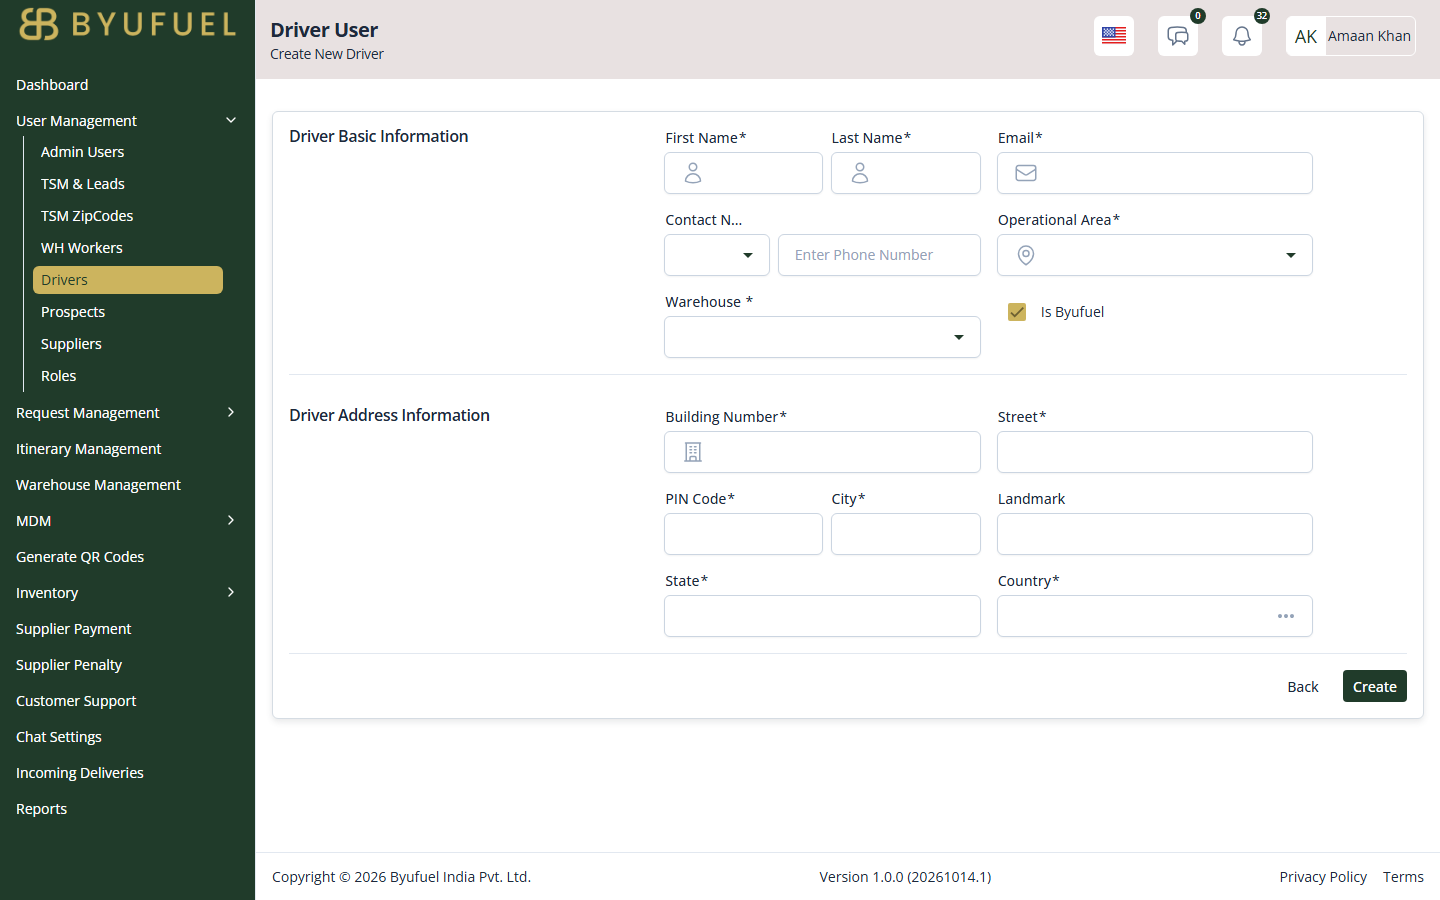 BYUFUEL
Dashboard
User Management
Admin Users
TSM & Leads
TSM ZipCodes
WH Workers
Drivers
Prospects
Suppliers
Roles
Request Management
Itinerary Management
Warehouse Management
MDM
Generate QR Codes
Inventory
Supplier Payment
Supplier Penalty
Customer Support
Chat Settings
Incoming Deliveries
Reports
Driver User
Create New Driver
0
32
AK Amaan Khan
Driver Basic Information
First Name* Last Name* Email*
Contact N... Operational Area*
Enter Phone Number
Warehouse *
Is Byufuel
Driver Address Information
Building Number* Street*
PIN Code* City* Landmark
State* Country*
Back Create
Copyright © 2026 Byufuel India Pvt. Ltd. Version 1.0.0 (20261014.1) Privacy Policy Terms